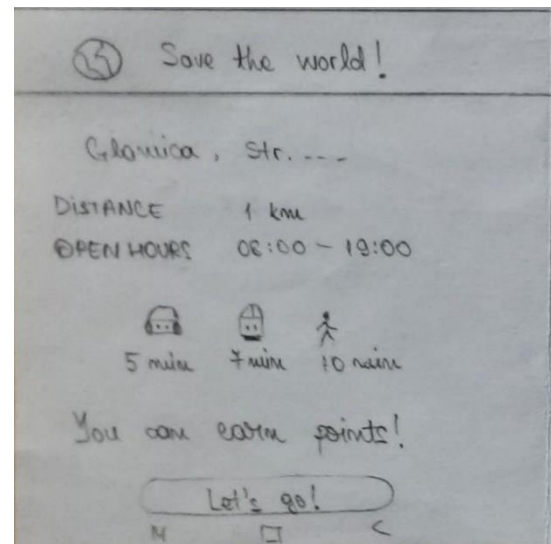 Save the world!
Glavnica, Str. ---
DISTANCE 1 km
OPEN HOURS 08:00 - 19:00
5 min 7 min 10 min
You can earn points!
Let's go!